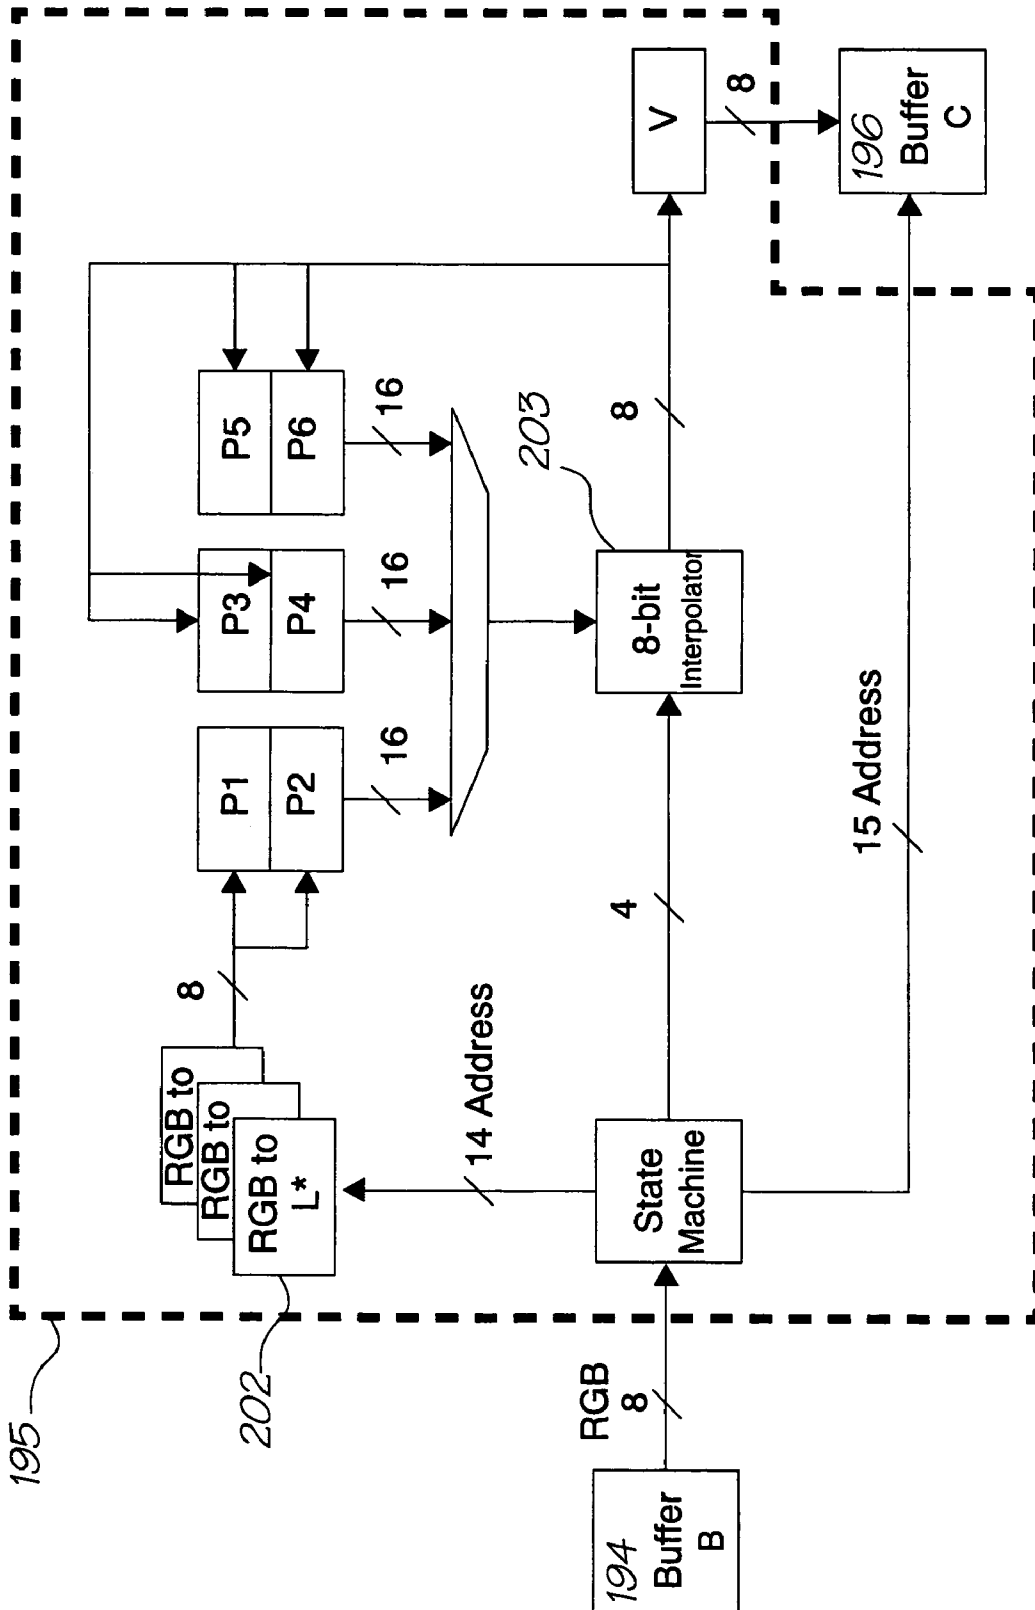 195
RGB to
RGB to
RGB to
L*
202
8
P1
P2
P3
P4
P5
P6
16
16
16
14 Address
194
Buffer
B
RGB
8
State
Machine
4
8-bit
Interpolator
203
8
V
8
15 Address
196
Buffer
C